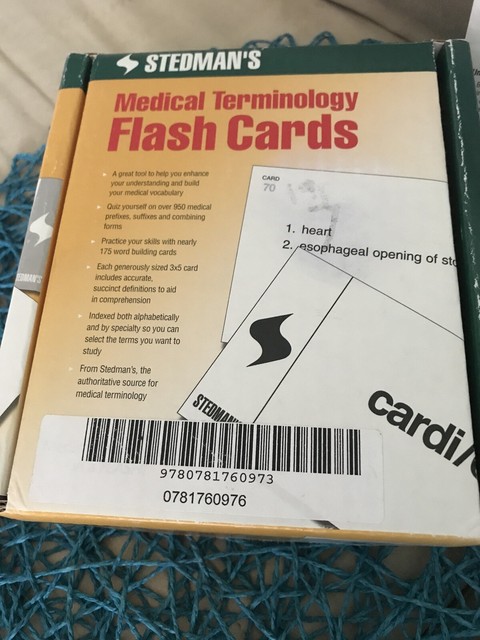 STEDMAN'S
Medical Terminology
Flash Cards
A great tool to help you enhance
your understanding and build
your medical vocabulary
Quiz yourself on over 950 medical
prefixes, suffixes and combining
forms
Practice your skills with nearly
175 word building cards
Each generously sized 3x5 card
includes accurate,
succinct definitions to aid
in comprehension
Indexed both alphabetically
and by specialty so you can
select the terms you want to
study
From Stedman's, the
authoritative source for
medical terminology
CARD
70
1. heart
2. esophageal opening of sto
STEDMAN'
cardi/
9780781760973
0781760976
STEDMAN'S